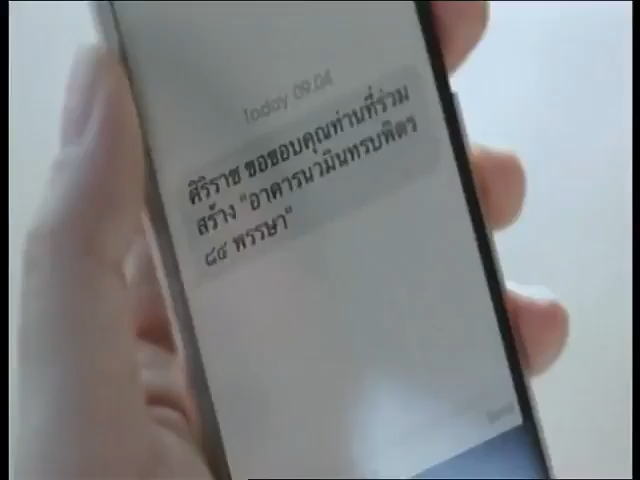 Today 09.04
ศิริราช ขอขอบคุณท่านที่ร่วม
สร้าง "อาคารนวมินทรบพิตร
๘๔ พรรษา"
Send